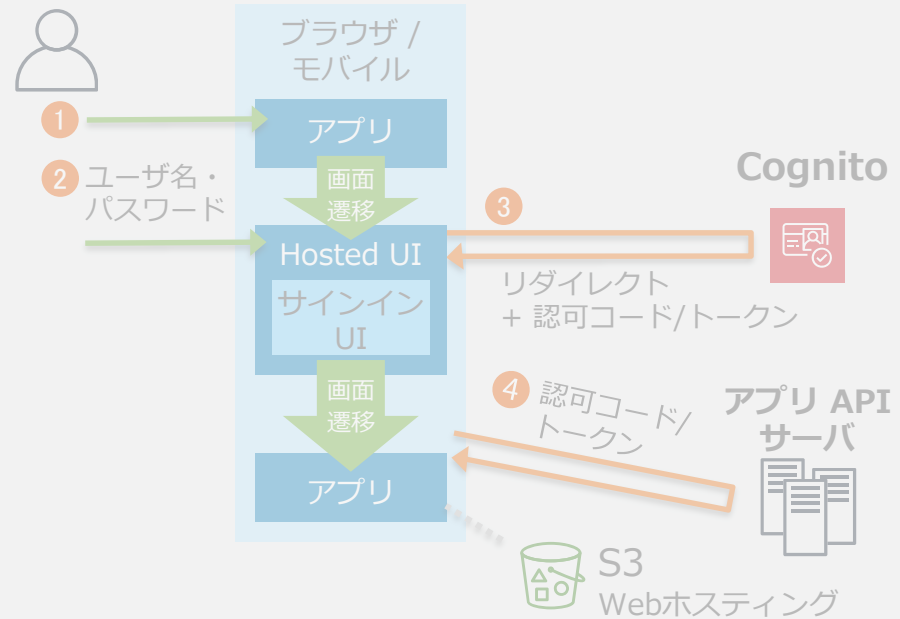 ブラウザ /
モバイル
1
アプリ
2 ユーザ名・
パスワード
画面
遷移
Hosted UI
サインイン
UI
3
Cognito
リダイレクト
+ 認可コード/トークン
画面
遷移
4 認可コード/
トークン
アプリ API
サーバ
アプリ
S3
Webホスティング